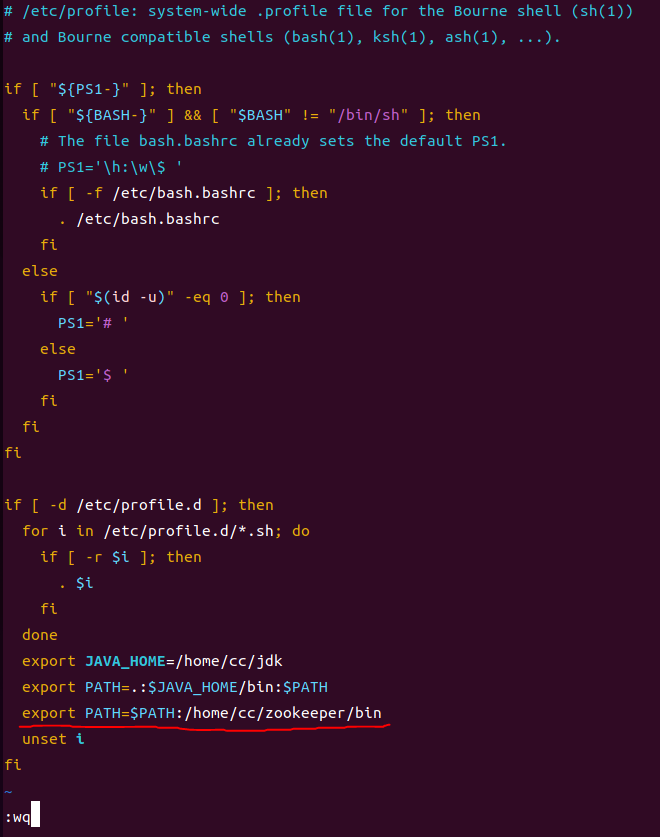 # /etc/profile: system-wide .profile file for the Bourne shell (sh(1))
# and Bourne compatible shells (bash(1), ksh(1), ash(1), ...).

if [ "${PS1-}" ]; then
  if [ "${BASH-}" ] && [ "$BASH" != "/bin/sh" ]; then
    # The file bash.bashrc already sets the default PS1.
    # PS1='\h:\w\$ '
    if [ -f /etc/bash.bashrc ]; then
      . /etc/bash.bashrc
    fi
  else
    if [ "$(id -u)" -eq 0 ]; then
      PS1='# '
    else
      PS1='$ '
    fi
  fi
fi

if [ -d /etc/profile.d ]; then
  for i in /etc/profile.d/*.sh; do
    if [ -r $i ]; then
      . $i
    fi
  done
  export JAVA_HOME=/home/cc/jdk
  export PATH=.:$JAVA_HOME/bin:$PATH
  export PATH=$PATH:/home/cc/zookeeper/bin
  unset i
fi
~
:wq